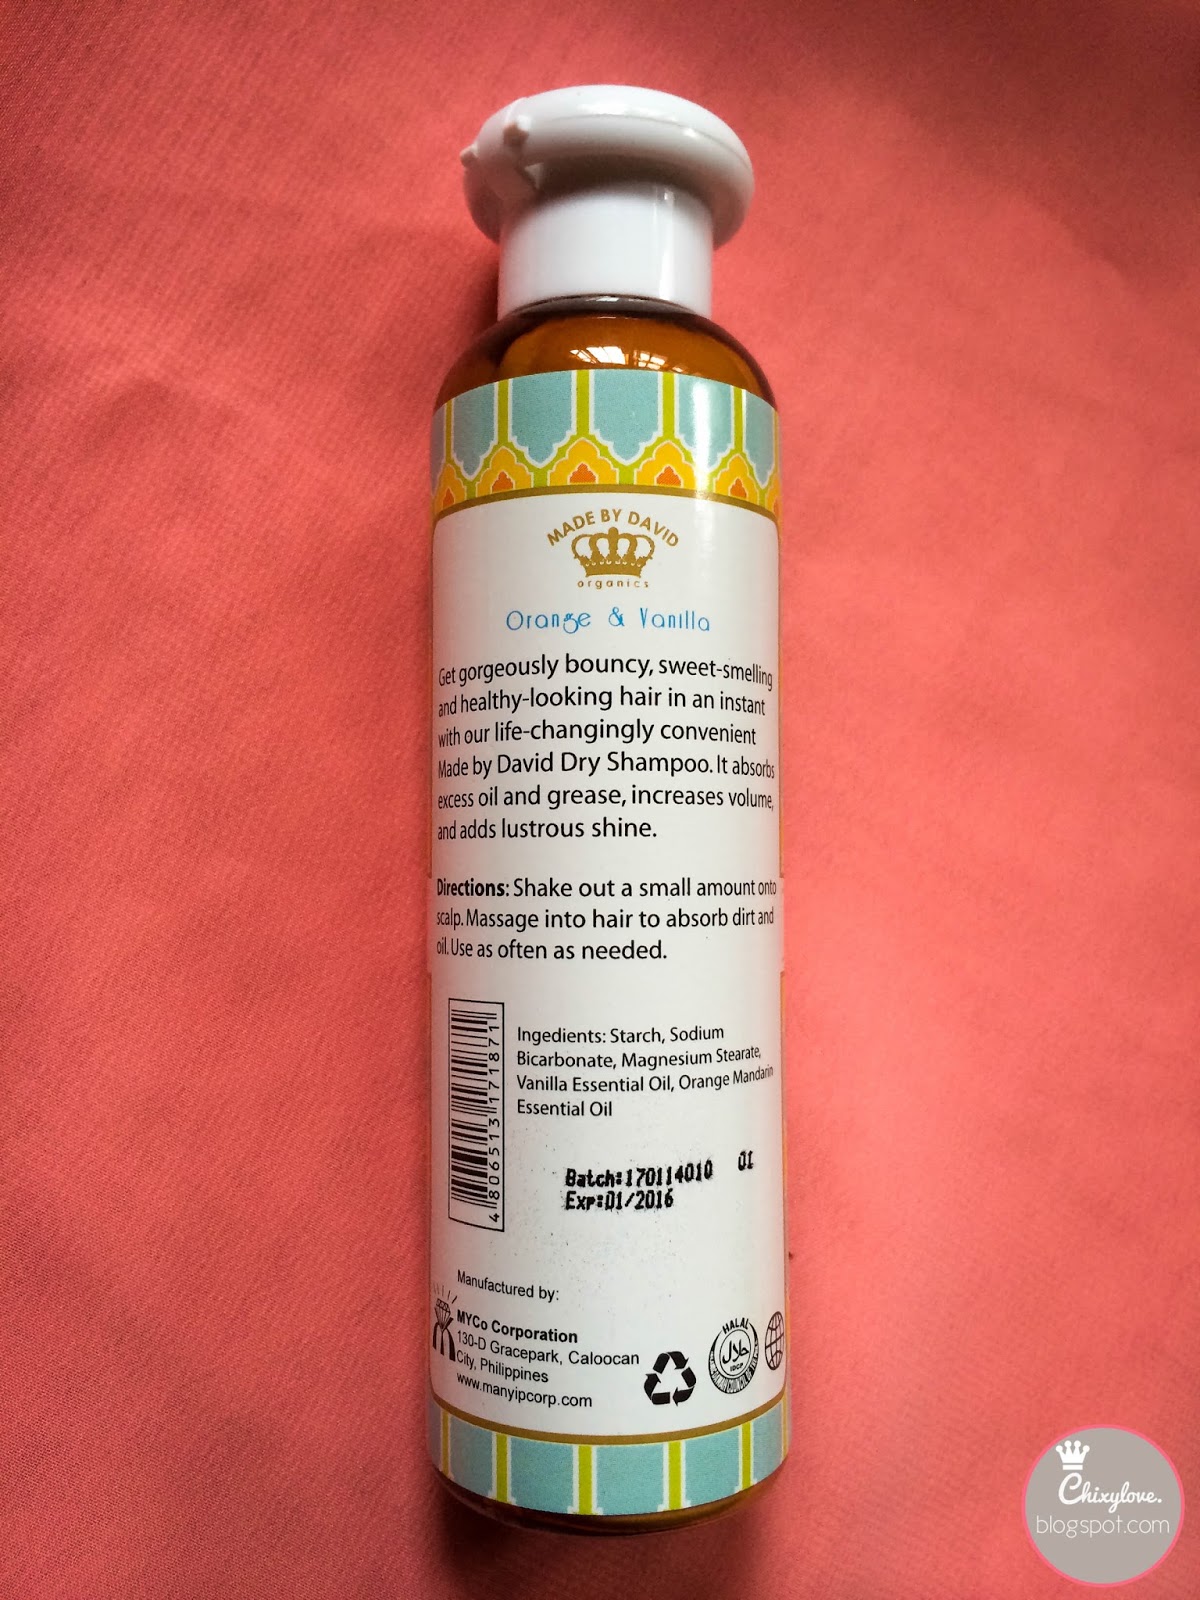 MADE BY DAVID
organics
Orange & Vanilla
Get gorgeously bouncy, sweet-smelling
and healthy-looking hair in an instant
with our life-changingly convenient
Made by David Dry Shampoo. It absorbs
excess oil and grease, increases volume,
and adds lustrous shine.
Directions: Shake out a small amount onto
scalp. Massage into hair to absorb dirt and
oil. Use as often as needed.
Ingedients: Starch, Sodium
Bicarbonate, Magnesium Stearate,
Vanilla Essential Oil, Orange Mandarin
Essential Oil
4806513171871
Batch:170114010 01
Exp:01/2016
Manufactured by:
MYCo Corporation
130-D Gracepark, Caloocan
City, Philippines
www.manyipcorp.com
HALAL
حلال
IDCP
Chixylove.
blogspot.com